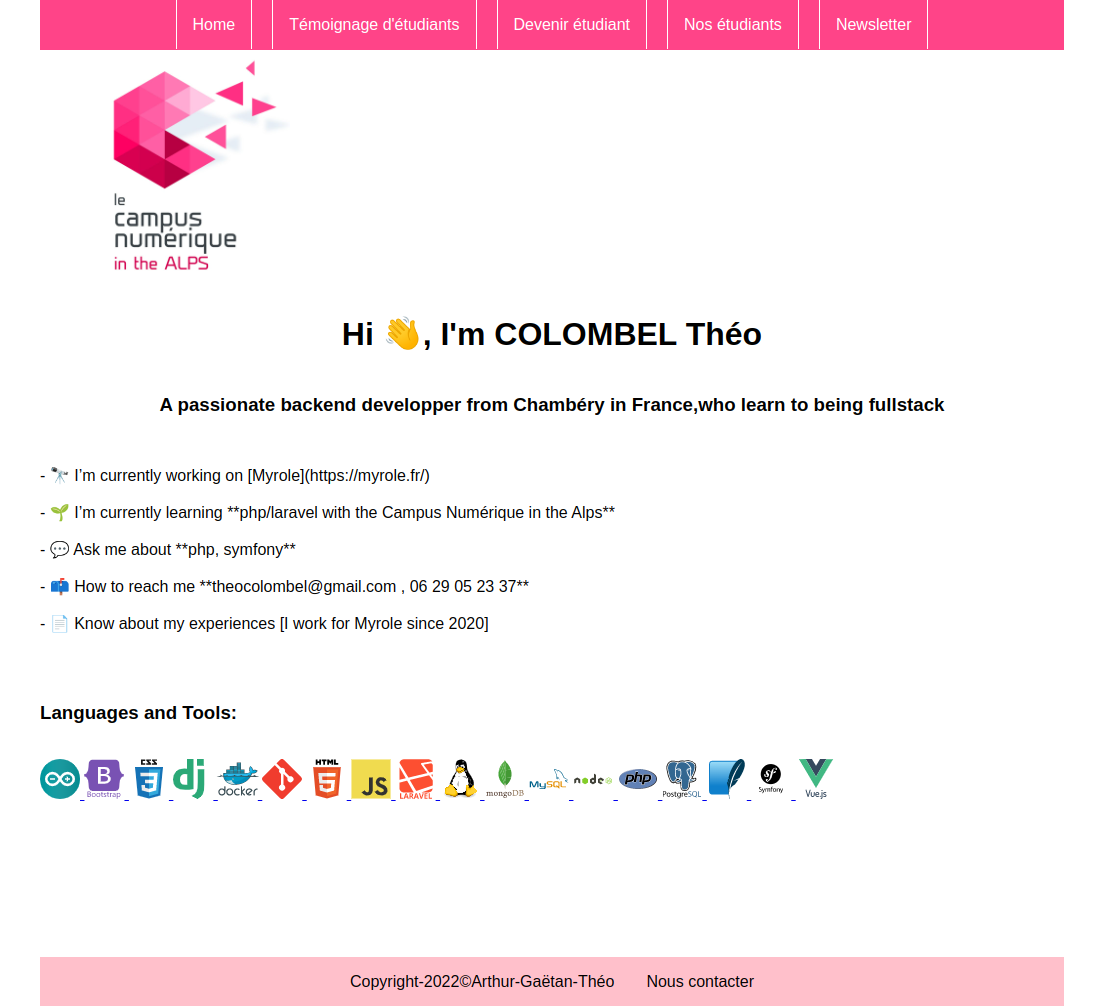 Home Témoignage d'étudiants Devenir étudiant Nos étudiants Newsletter
le
campus
numérique
in the ALPS
Hi 👋, I'm COLOMBEL Théo
A passionate backend developper from Chambéry in France,who learn to being fullstack
- 🔭 I’m currently working on [Myrole](https://myrole.fr/)
- 🌱 I’m currently learning **php/laravel with the Campus Numérique in the Alps**
- 💬 Ask me about **php, symfony**
- 📫 How to reach me **theocolombel@gmail.com , 06 29 05 23 37**
- 📄 Know about my experiences [I work for Myrole since 2020]
Languages and Tools:
B Bootstrap CSS 3 dj docker HTML 5 JS LARAVEL mongoDB MySQL node php PostgreSQL sf Symfony Vue.js
Copyright-2022©Arthur-Gaëtan-Théo Nous contacter